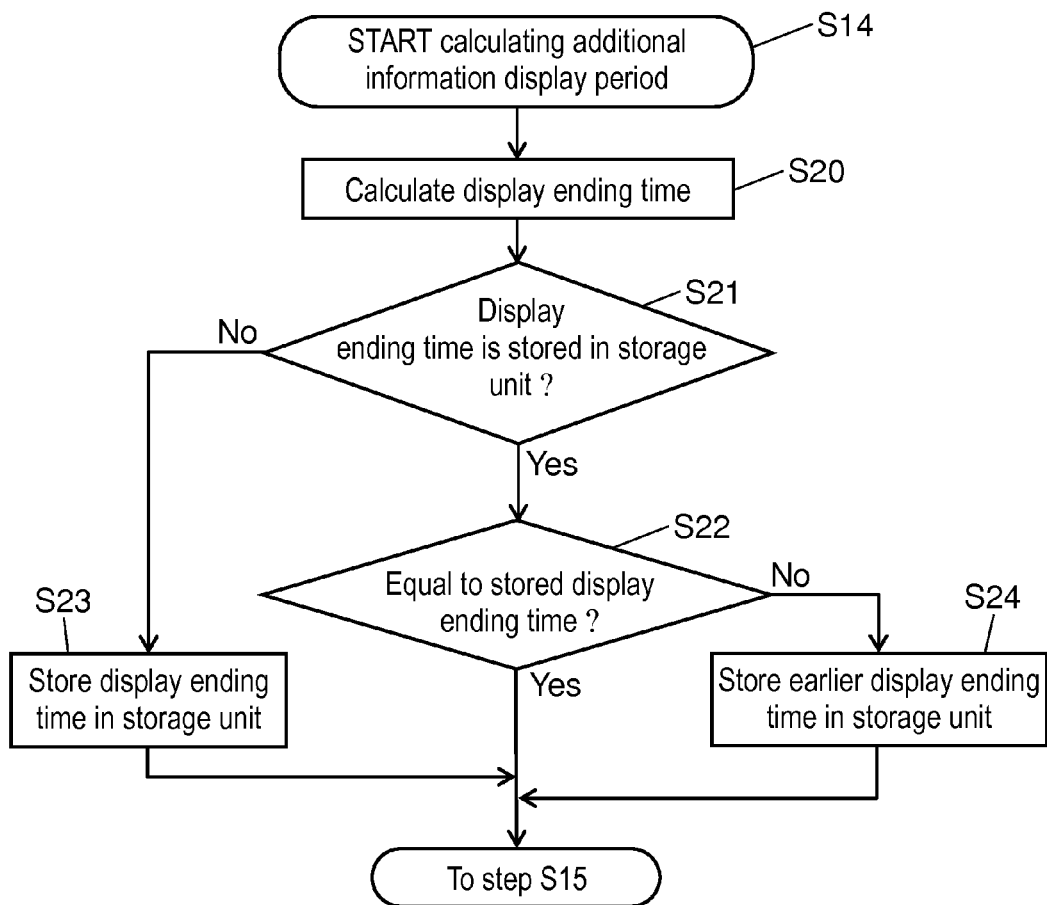 START calculating additional
information display period
S14
Calculate display ending time
S20
Display
ending time is stored in storage
unit ?
S21
No
Yes
Equal to stored display
ending time ?
S22
No
Yes
S23
Store display ending
time in storage unit
S24
Store earlier display ending
time in storage unit
To step S15